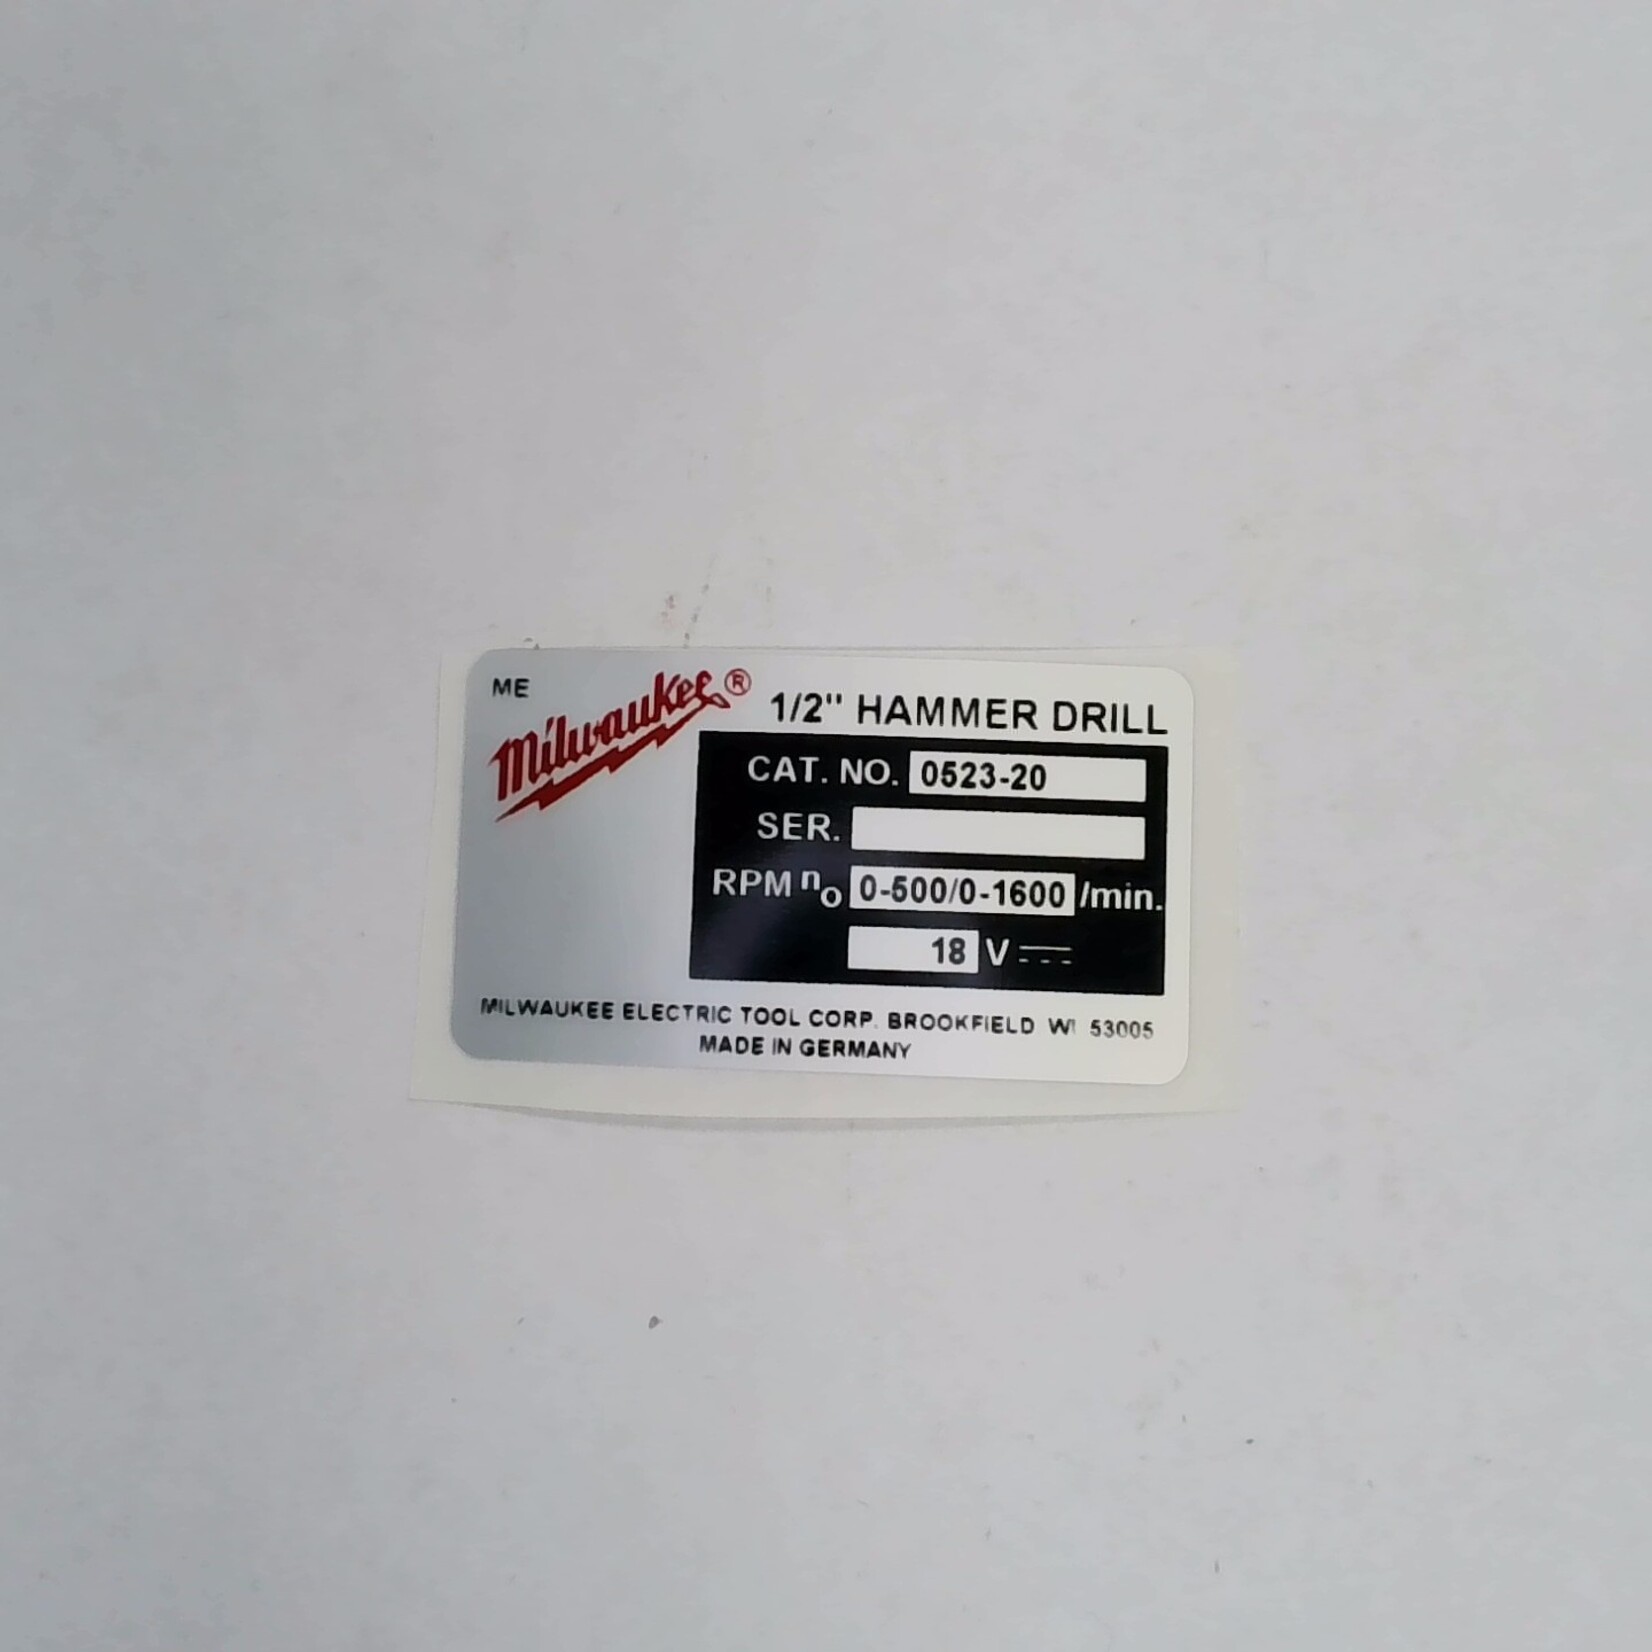 ME
Milwaukee®
1/2" HAMMER DRILL
CAT. NO. 0523-20
SER.
RPM no 0-500/0-1600 /min.
18 V ⎓
MILWAUKEE ELECTRIC TOOL CORP. BROOKFIELD WI 53005
MADE IN GERMANY